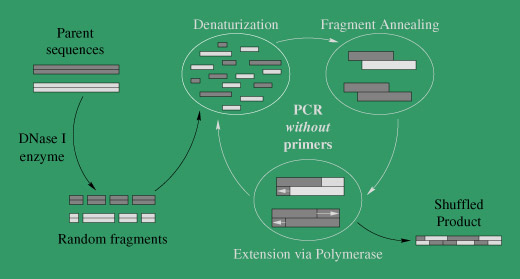 Denaturization
Fragment Annealing
Parent
sequences
PCR
without
primers
DNase I
enzyme
Random fragments
Extension via Polymerase
Shuffled
Product